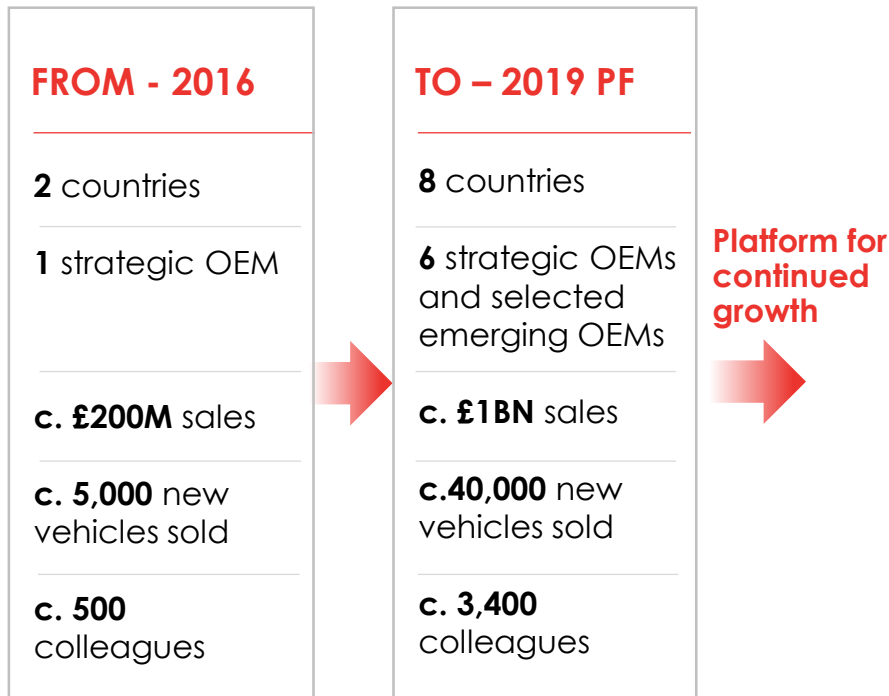 FROM - 2016
2 countries
1 strategic OEM
c. £200M sales
c. 5,000 new
vehicles sold
c. 500
colleagues
TO – 2019 PF
8 countries
6 strategic OEMs
and selected
emerging OEMs
c. £1BN sales
c.40,000 new
vehicles sold
c. 3,400
colleagues
Platform for
continued
growth